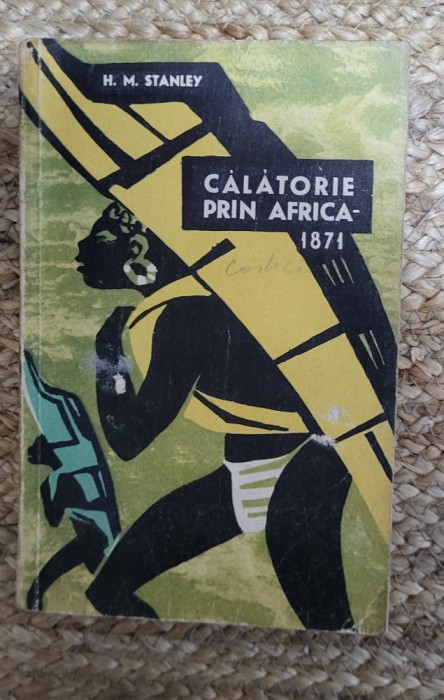 H. M. STANLEY
CĂLĂTORIE
PRIN AFRICA-
1871